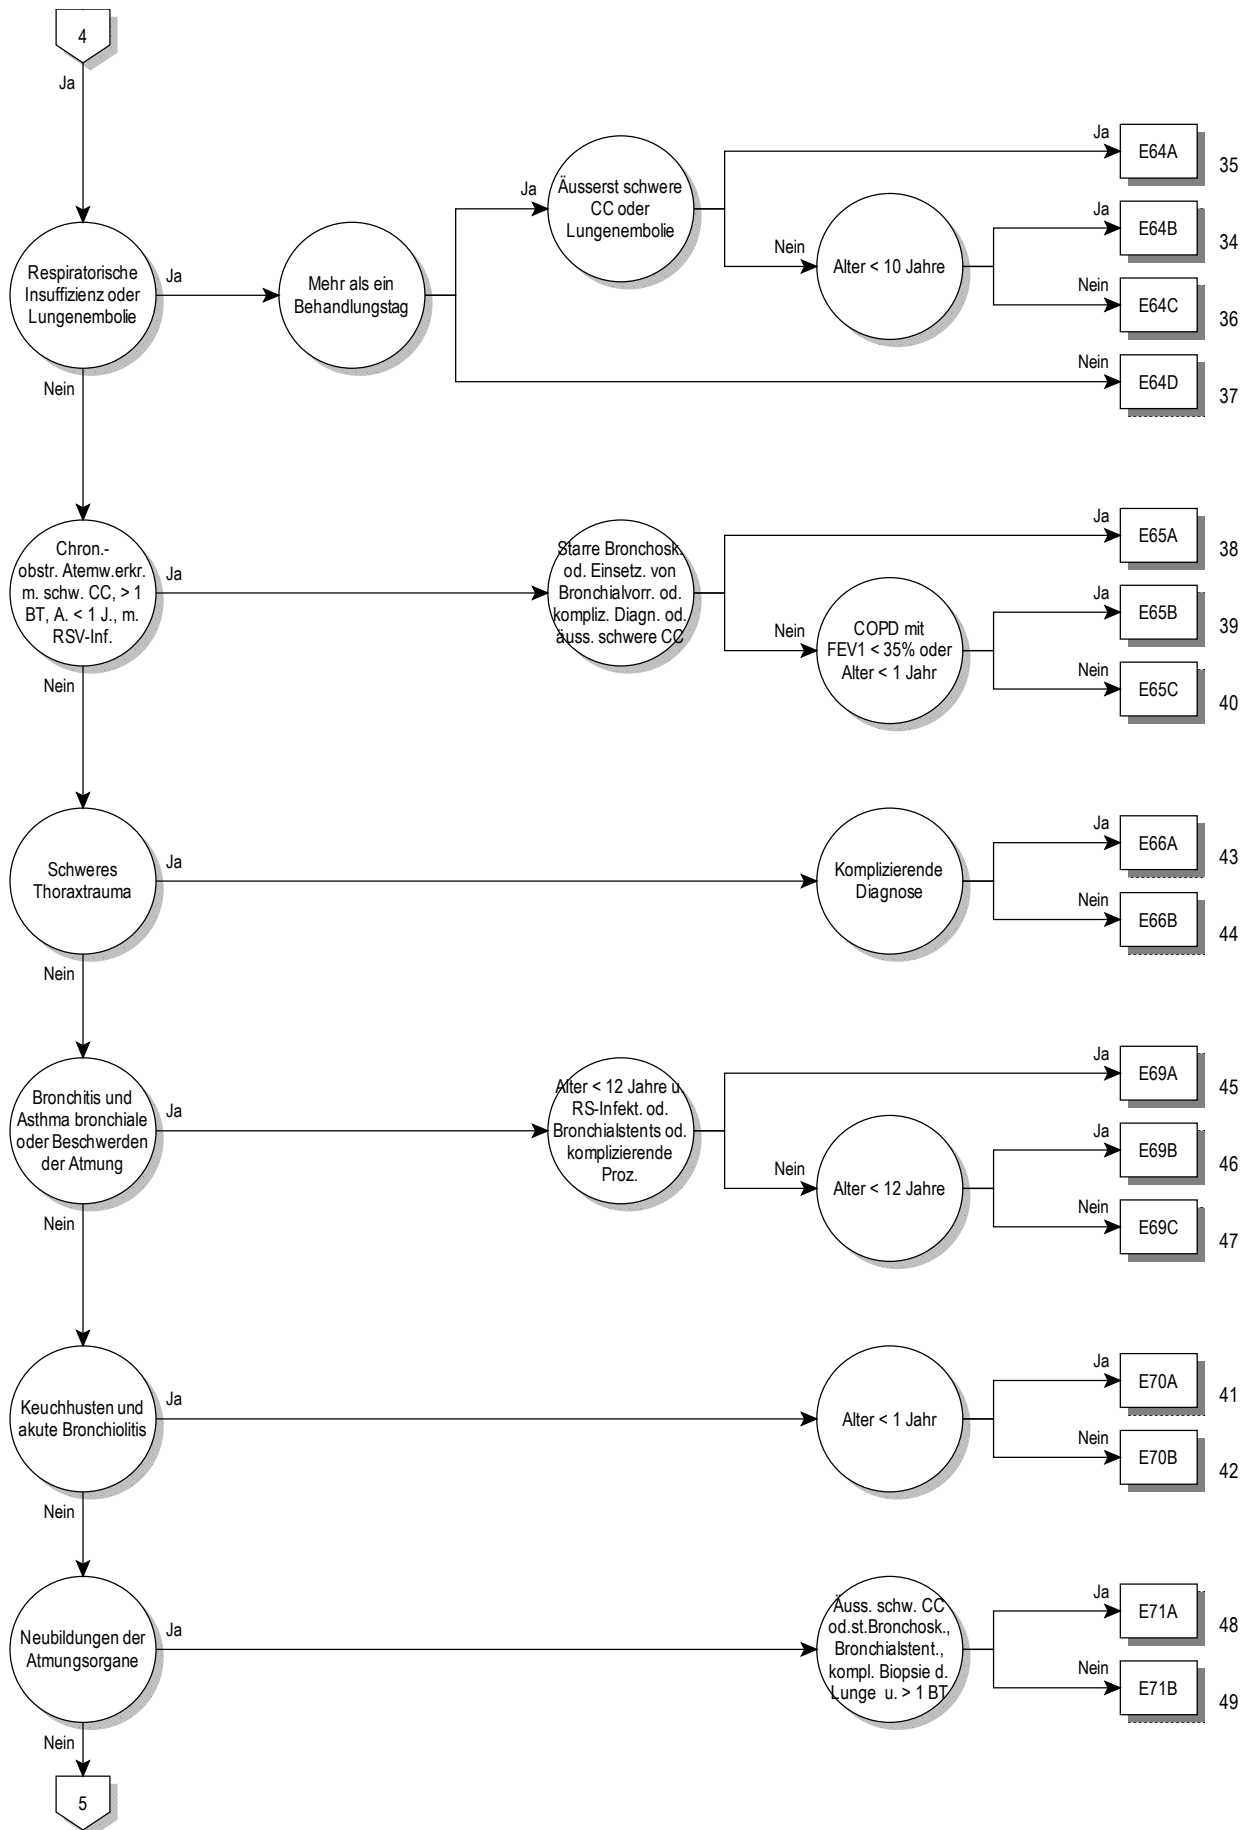 4
Ja
Respiratorische
Insuffizienz oder
Lungenembolie
Ja
Mehr als ein
Behandlungstag
Ja
Äusserst schwere
CC oder
Lungenembolie
Ja
E64A
35
Nein
Alter < 10 Jahre
Ja
E64B
34
Nein
E64C
36
Nein
E64D
37
Nein
Chron.-
obstr. Atemw.erkr.
m. schw. CC, > 1
BT, A. < 1 J., m.
RSV-Inf.
Ja
Starre Bronchosk.
od. Einsetz. von
Bronchialvorr. od.
kompliz. Diagn. od.
äuss. schwere CC
Ja
E65A
38
Nein
COPD mit
FEV1 < 35% oder
Alter < 1 Jahr
Ja
E65B
39
Nein
E65C
40
Nein
Schweres
Thoraxtrauma
Ja
Komplizierende
Diagnose
Ja
E66A
43
Nein
E66B
44
Nein
Bronchitis und
Asthma bronchiale
oder Beschwerden
der Atmung
Ja
Alter < 12 Jahre u.
RS-Infekt. od.
Bronchialstents od.
komplizierende
Proz.
Ja
E69A
45
Nein
Alter < 12 Jahre
Ja
E69B
46
Nein
E69C
47
Nein
Keuchhusten und
akute Bronchiolitis
Ja
Alter < 1 Jahr
Ja
E70A
41
Nein
E70B
42
Nein
Neubildungen der
Atmungsorgane
Ja
Äuss. schw. CC
od.st.Bronchosk.,
Bronchialstent.,
kompl. Biopsie d.
Lunge u. > 1 BT
Ja
E71A
48
Nein
E71B
49
Nein
5